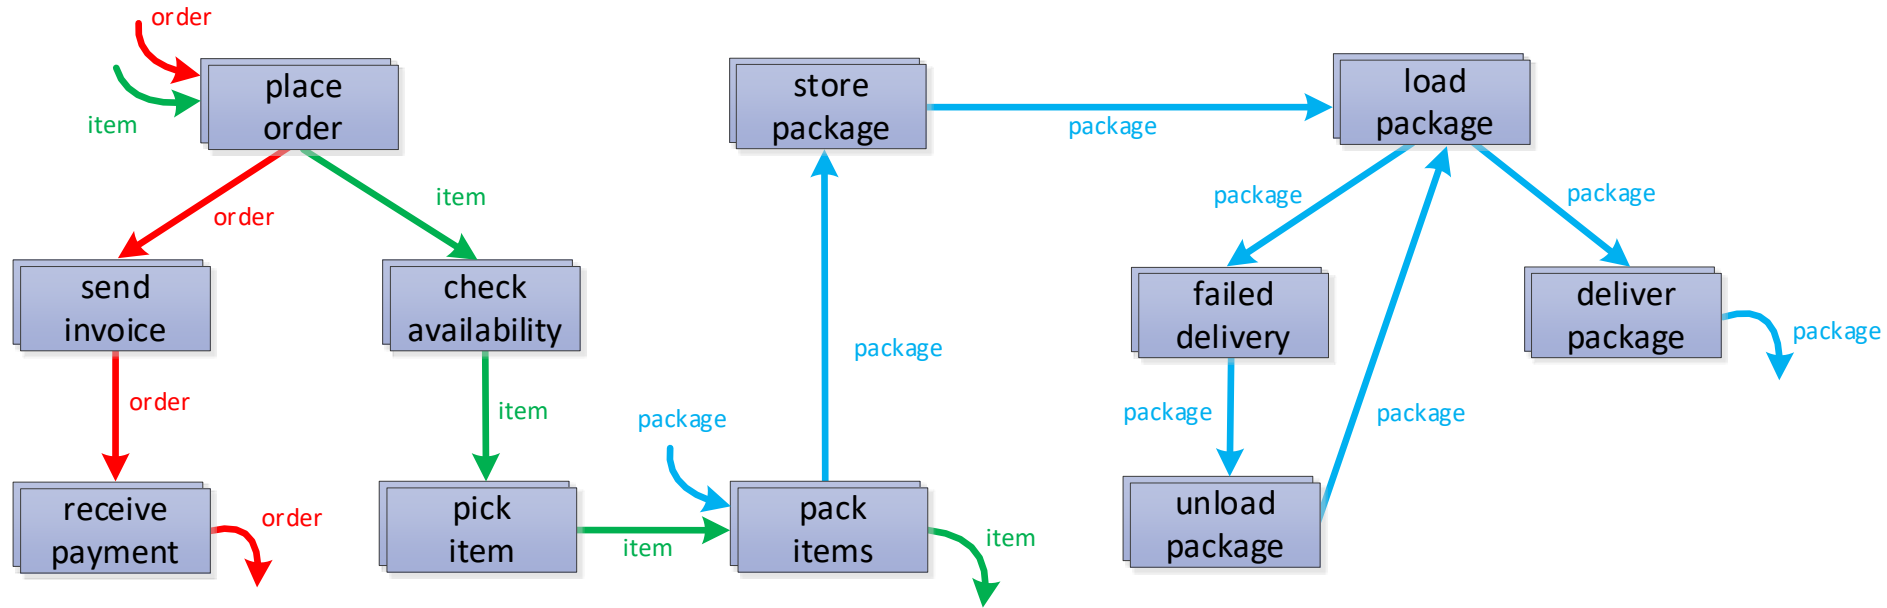 order
item
place
order
store
package
load
package
package
order
item
package
package
send
invoice
check
availability
failed
delivery
deliver
package
package
package
order
item
package
package
package
receive
payment
order
pick
item
item
pack
items
item
unload
package